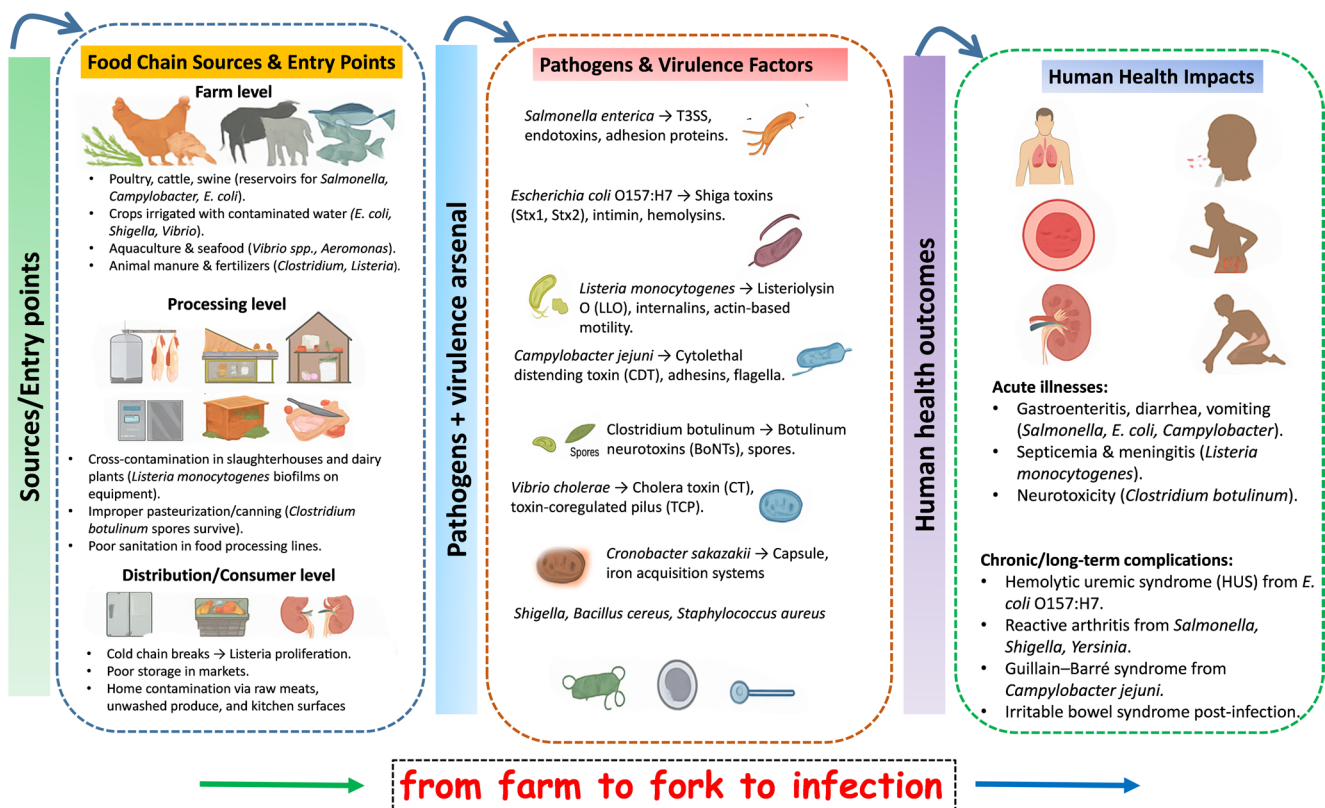 Sources/Entry points
Food Chain Sources & Entry Points
Farm level
• Poultry, cattle, swine (reservoirs for Salmonella,
Campylobacter, E. coli).
• Crops irrigated with contaminated water (E. coli,
Shigella, Vibrio).
• Aquaculture & seafood (Vibrio spp., Aeromonas).
• Animal manure & fertilizers (Clostridium, Listeria).
Processing level
• Cross-contamination in slaughterhouses and dairy
plants (Listeria monocytogenes biofilms on
equipment).
• Improper pasteurization/canning (Clostridium
botulinum spores survive).
• Poor sanitation in food processing lines.
Distribution/Consumer level
• Cold chain breaks → Listeria proliferation.
• Poor storage in markets.
• Home contamination via raw meats,
unwashed produce, and kitchen surfaces
Pathogens + virulence arsenal
Pathogens & Virulence Factors
Salmonella enterica → T3SS,
endotoxins, adhesion proteins.
Escherichia coli O157:H7 → Shiga toxins
(Stx1, Stx2), intimin, hemolysins.
Listeria monocytogenes → Listeriolysin
O (LLO), internalins, actin-based
motility.
Campylobacter jejuni → Cytolethal
distending toxin (CDT), adhesins, flagella.
Clostridium botulinum → Botulinum
neurotoxins (BoNTs), spores.
Spores
Vibrio cholerae → Cholera toxin (CT),
toxin-coregulated pilus (TCP).
Cronobacter sakazakii → Capsule,
iron acquisition systems
Shigella, Bacillus cereus, Staphylococcus aureus
Human health outcomes
Human Health Impacts
Acute illnesses:
• Gastroenteritis, diarrhea, vomiting
(Salmonella, E. coli, Campylobacter).
• Septicemia & meningitis (Listeria
monocytogenes).
• Neurotoxicity (Clostridium botulinum).
Chronic/long-term complications:
• Hemolytic uremic syndrome (HUS) from E.
coli O157:H7.
• Reactive arthritis from Salmonella,
Shigella, Yersinia.
• Guillain–Barré syndrome from
Campylobacter jejuni.
• Irritable bowel syndrome post-infection.
from farm to fork to infection